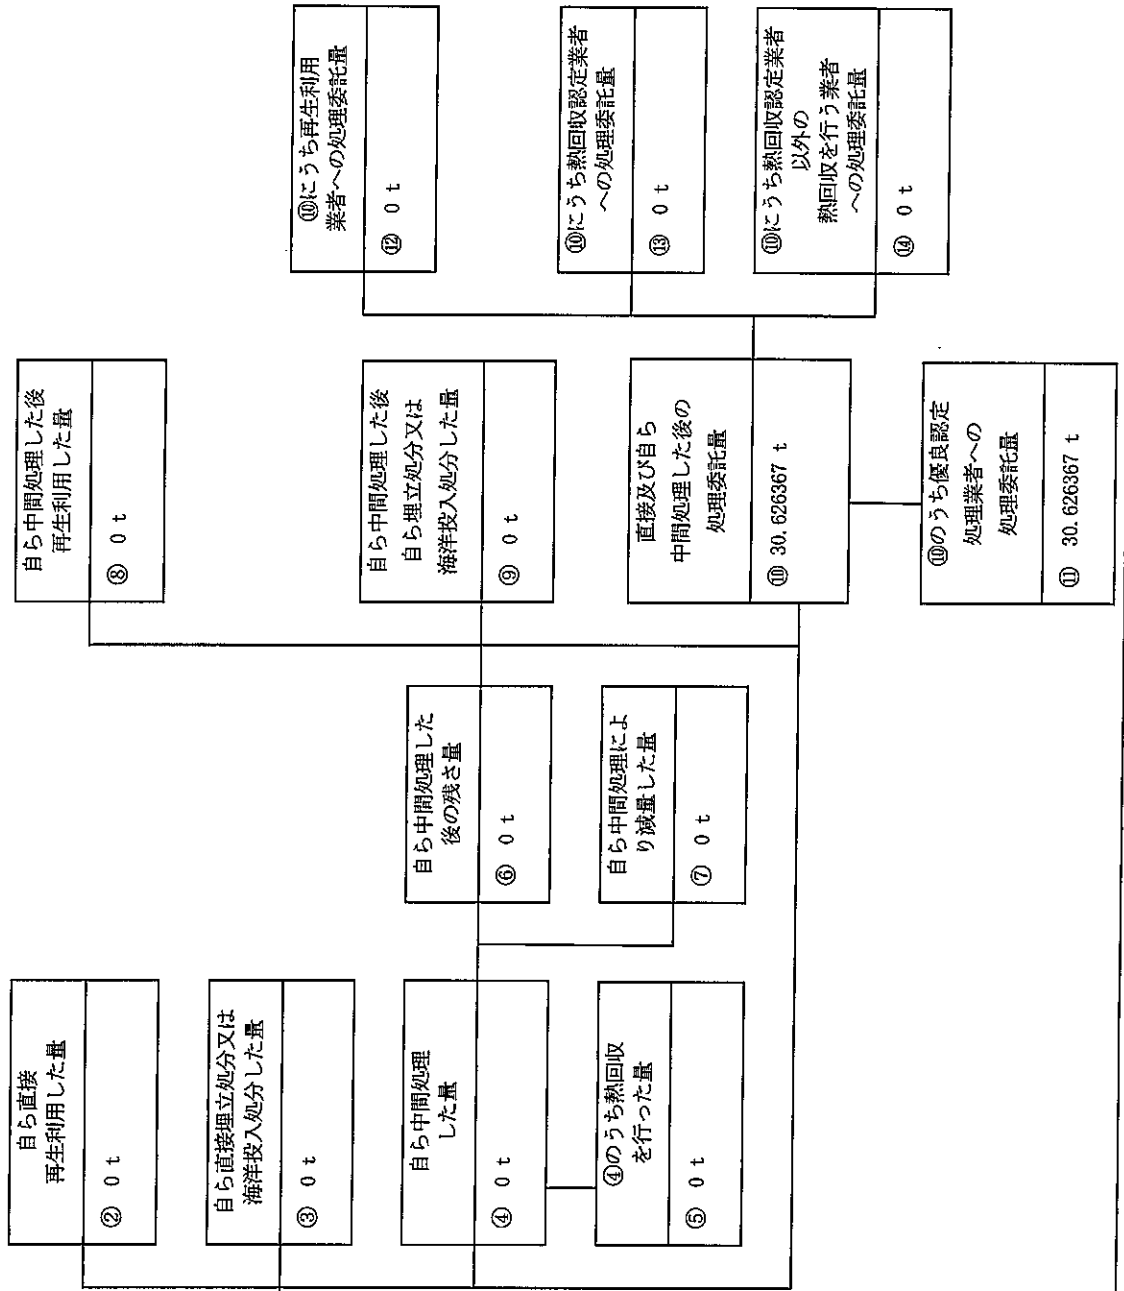 自ら直接
再生利用した量
② 0 t
自ら直接埋立処分又は
海洋投入処分した量
③ 0 t
自ら中間処理
した量
④ 0 t
④のうち熱回収
を行った量
⑤ 0 t
自ら中間処理した
後の残さ量
⑥ 0 t
自ら中間処理によ
り減量した量
⑦ 0 t
自ら中間処理した後
再生利用した量
⑧ 0 t
自ら中間処理した後
自ら埋立処分又は
海洋投入処分した量
⑨ 0 t
直接及び自ら
中間処理した後の
処理委託量
⑩ 30.626367 t
⑩のうち優良認定
処理業者への
処理委託量
⑪ 30.626367 t
⑩にうち再生利用
業者への処理委託量
⑫ 0 t
⑩にうち熱回収認定業者
への処理委託量
⑬ 0 t
⑩にうち熱回収認定業者
以外の
熱回収を行う業者
への処理委託量
⑭ 0 t